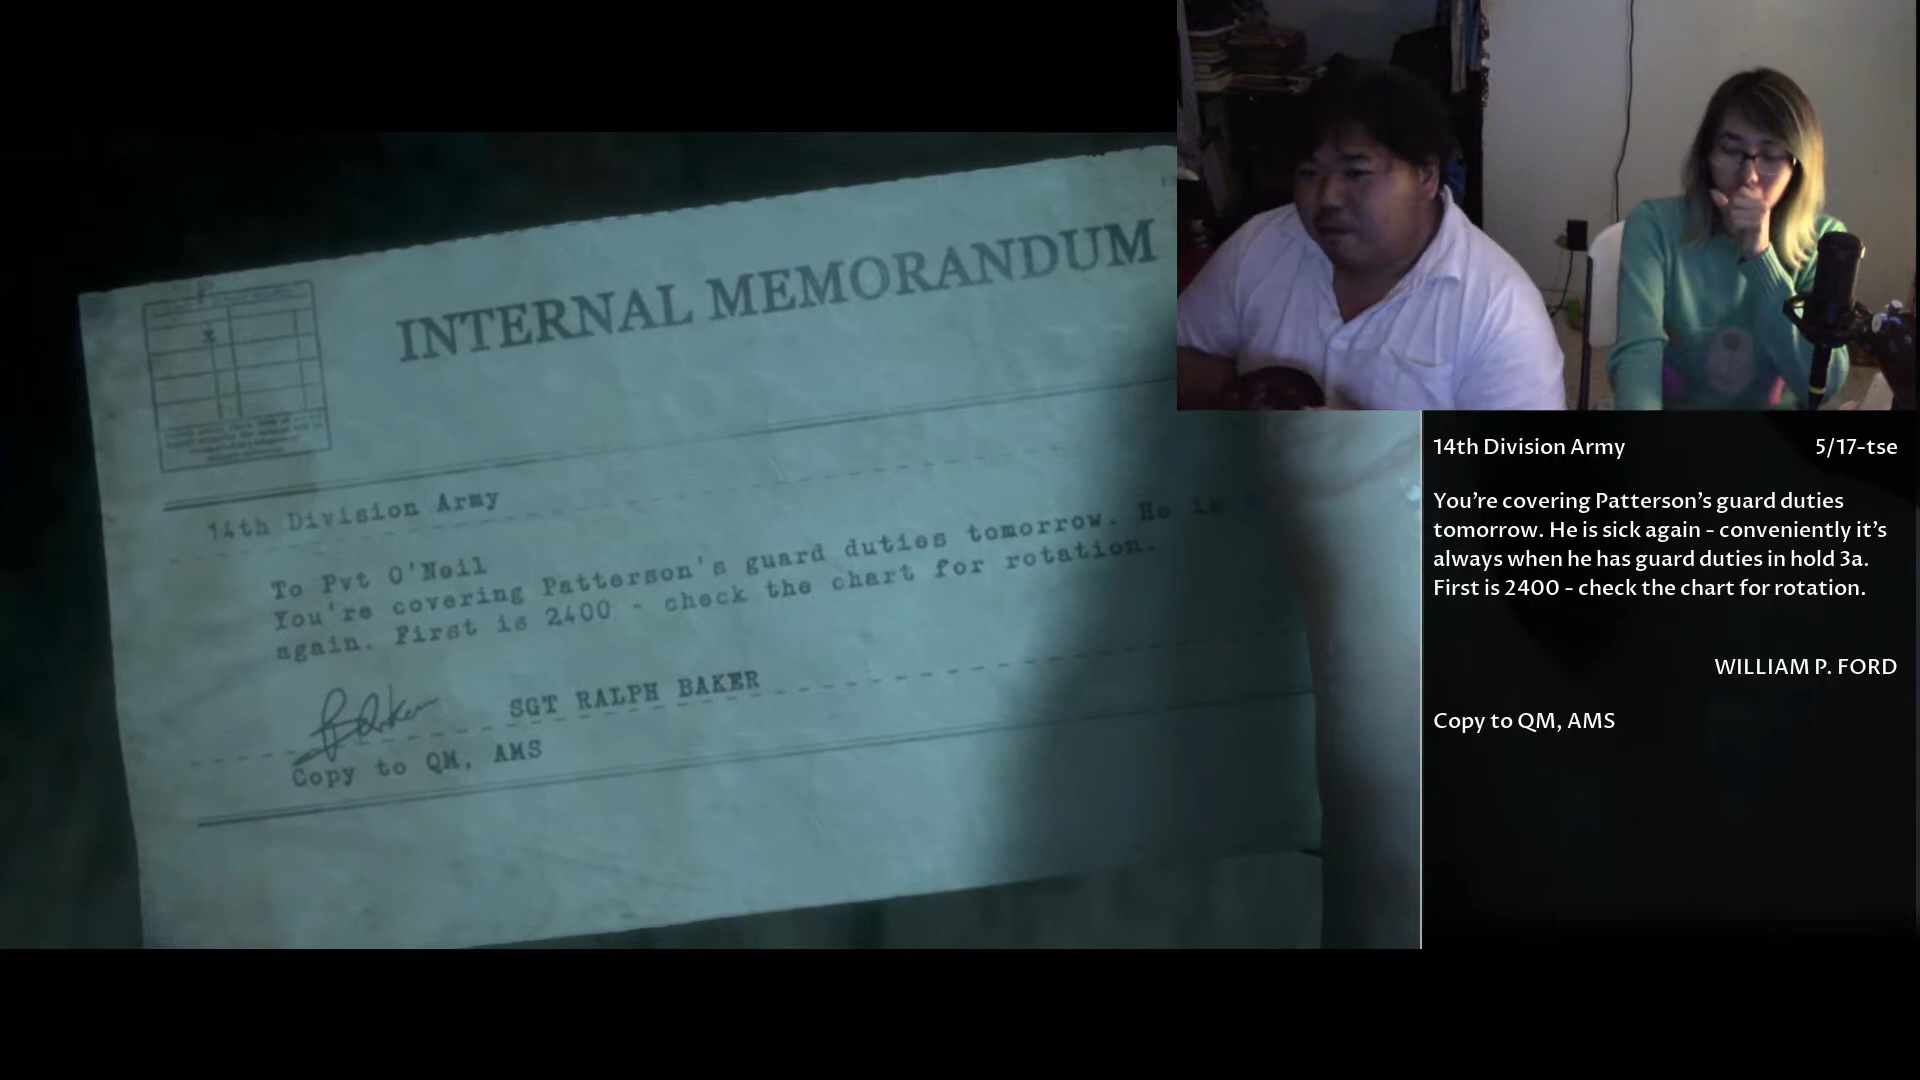 INTERNAL MEMORANDUM
14th Division Army
To Pvt O'Neil
You're covering Patterson's guard duties tomorrow. He is
again. First is 2400 - check the chart for rotation.
SGT RALPH BAKER
Copy to QM, AMS
14th Division Army 5/17-tse
You're covering Patterson's guard duties
tomorrow. He is sick again - conveniently it's
always when he has guard duties in hold 3a.
First is 2400 - check the chart for rotation.
WILLIAM P. FORD
Copy to QM, AMS